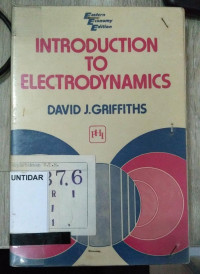 Eastern
Economy
Edition
INTRODUCTION
TO
ELECTRODYNAMICS
DAVID J. GRIFFITHS
UNTIDAR
37.6
R I